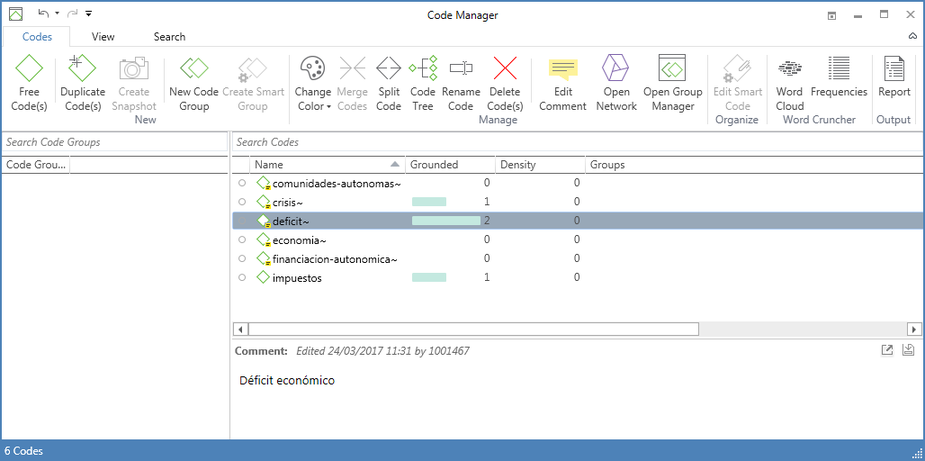 Code Manager
Codes View Search
Free Code(s) Duplicate Code(s) Create Snapshot New Code Group Create Smart Group Change Color Merge Codes Split Code Code Tree Rename Code Delete Code(s) Edit Comment Open Network Open Group Manager Edit Smart Code Word Cloud Frequencies Report
New Manage Organize Word Cruncher Output
Search Code Groups Search Codes
Code Grou... Name Grounded Density Groups
comunidades-autonomas~ 0 0
crisis~ 1 0
deficit~ 2 0
economia~ 0 0
financiacion-autonomica~ 0 0
impuestos 1 0
Comment: Edited 24/03/2017 11:31 by 1001467
Déficit económico
6 Codes